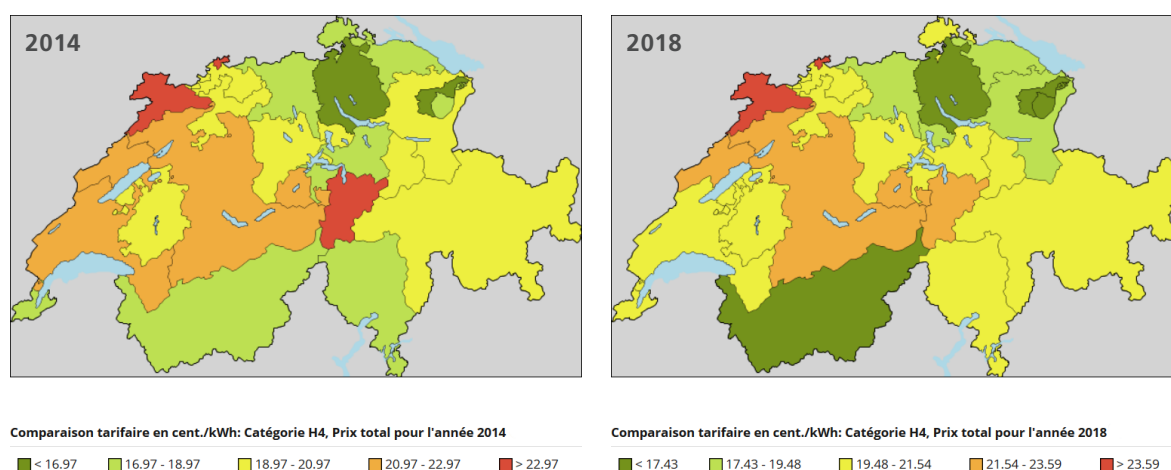 2014
2018
Comparaison tarifaire en cent./kWh: Catégorie H4, Prix total pour l'année 2014
Comparaison tarifaire en cent./kWh: Catégorie H4, Prix total pour l'année 2018
< 16.97 16.97 - 18.97 18.97 - 20.97 20.97 - 22.97 > 22.97
< 17.43 17.43 - 19.48 19.48 - 21.54 21.54 - 23.59 > 23.59